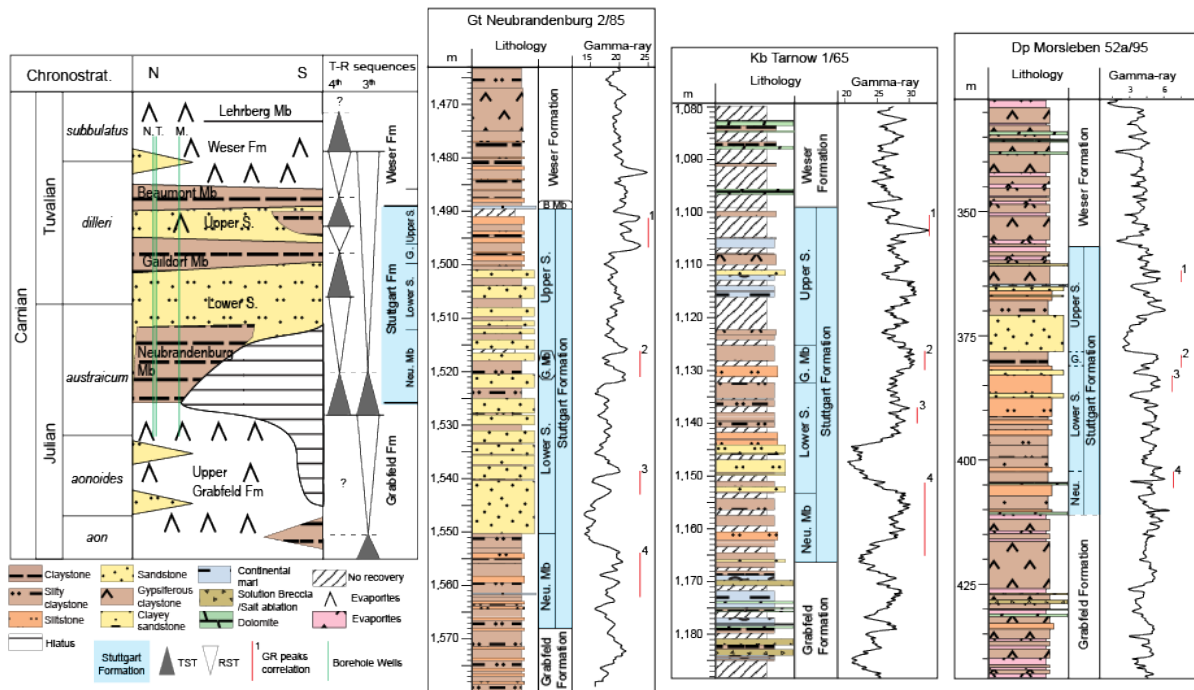 Chronostrat.
N
S
T-R sequences
4th
3th
Carnian
Tuvalian
Julian
subbulatus
dilleri
austraicum
aonoides
aon
?
Lehrberg Mb
N.T.
M.
Weser Fm
Beaumont Mb
Upper S.
Gaildorf Mb
Lower S.
Neubrandenburg
Mb
Upper
Grabfeld Fm
?
Weser Fm
Upper S.
G.
Lower S.
Neu. Mb
Stuttgart Fm
Grabfeld Fm
Claystone
Silty
claystone
Siltstone
Hiatus
Sandstone
Gypsiferous
claystone
Clayey
sandstone
Continental
marl
Solution Breccia
/Salt ablation
Dolomite
No recovery
Evaporites
Evaporites
Stuttgart
Formation
TST
RST
1
GR peaks
correlation
Borehole Wells
Gt Neubrandenburg 2/85
Lithology
Gamma-ray
m
15
20
25
1,470
1,480
1,490
1,500
1,510
1,520
1,530
1,540
1,550
1,560
1,570
Weser Formation
B Mb
Upper S.
G. Mb
Lower S.
Neu. Mb
Stuttgart Formation
Grabfeld
Formation
1
2
3
4
Kb Tarnow 1/65
Lithology
Gamma-ray
m
20
25
30
1,080
1,090
1,100
1,110
1,120
1,130
1,140
1,150
1,160
1,170
1,180
Weser
Formation
Upper S.
G. Mb
Lower S.
Neu. Mb
Stuttgart Formation
Grabfeld
Formation
1
2
3
4
Dp Morsleben 52a/95
Lithology
Gamma-ray
m
3
6
350
375
400
425
Weser Formation
Upper S.
G.
Lower S.
Neu.
Stuttgart Formation
Grabfeld Formation
1
2
3
4